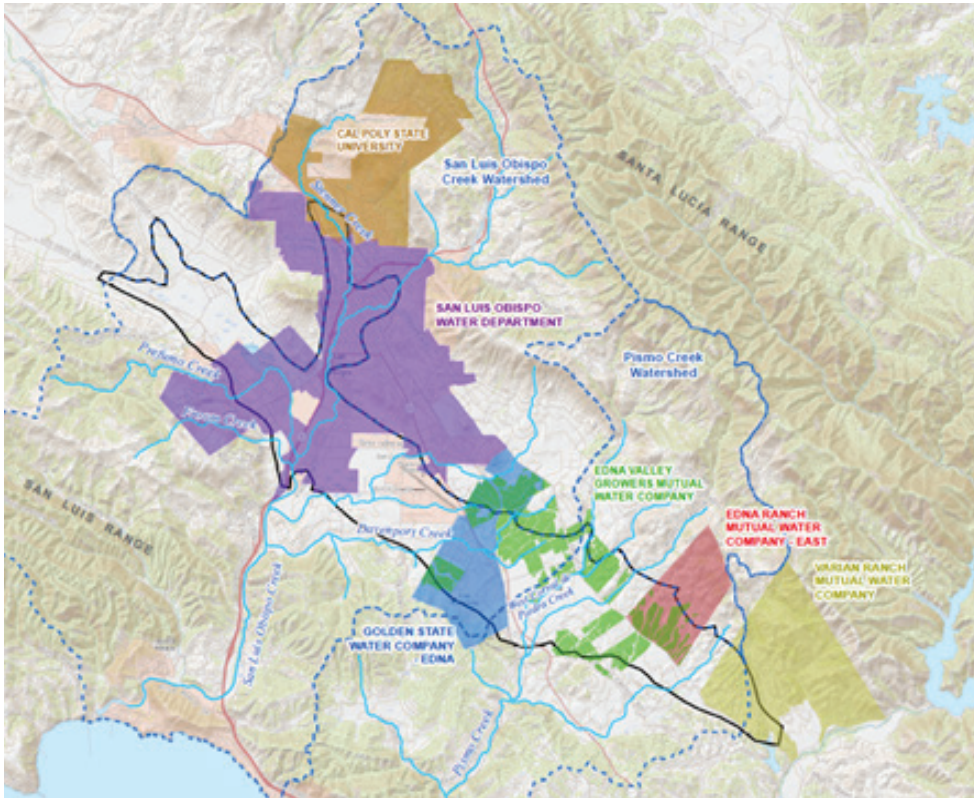 CAL POLY STATE
UNIVERSITY
San Luis Obispo
Creek Watershed
SANTA LUCIA RANGE
Stenner Creek
SAN LUIS OBISPO
WATER DEPARTMENT
Prefumo Creek
Pismo Creek
Watershed
Froom Creek
EDNA VALLEY
GROWERS MUTUAL
WATER COMPANY
SAN LUIS RANGE
EDNA RANCH
MUTUAL WATER
COMPANY - EAST
Davenport Creek
VARIAN RANCH
MUTUAL WATER
COMPANY
San Luis Obispo Creek
GOLDEN STATE
WATER COMPANY
- EDNA
Pismo Creek